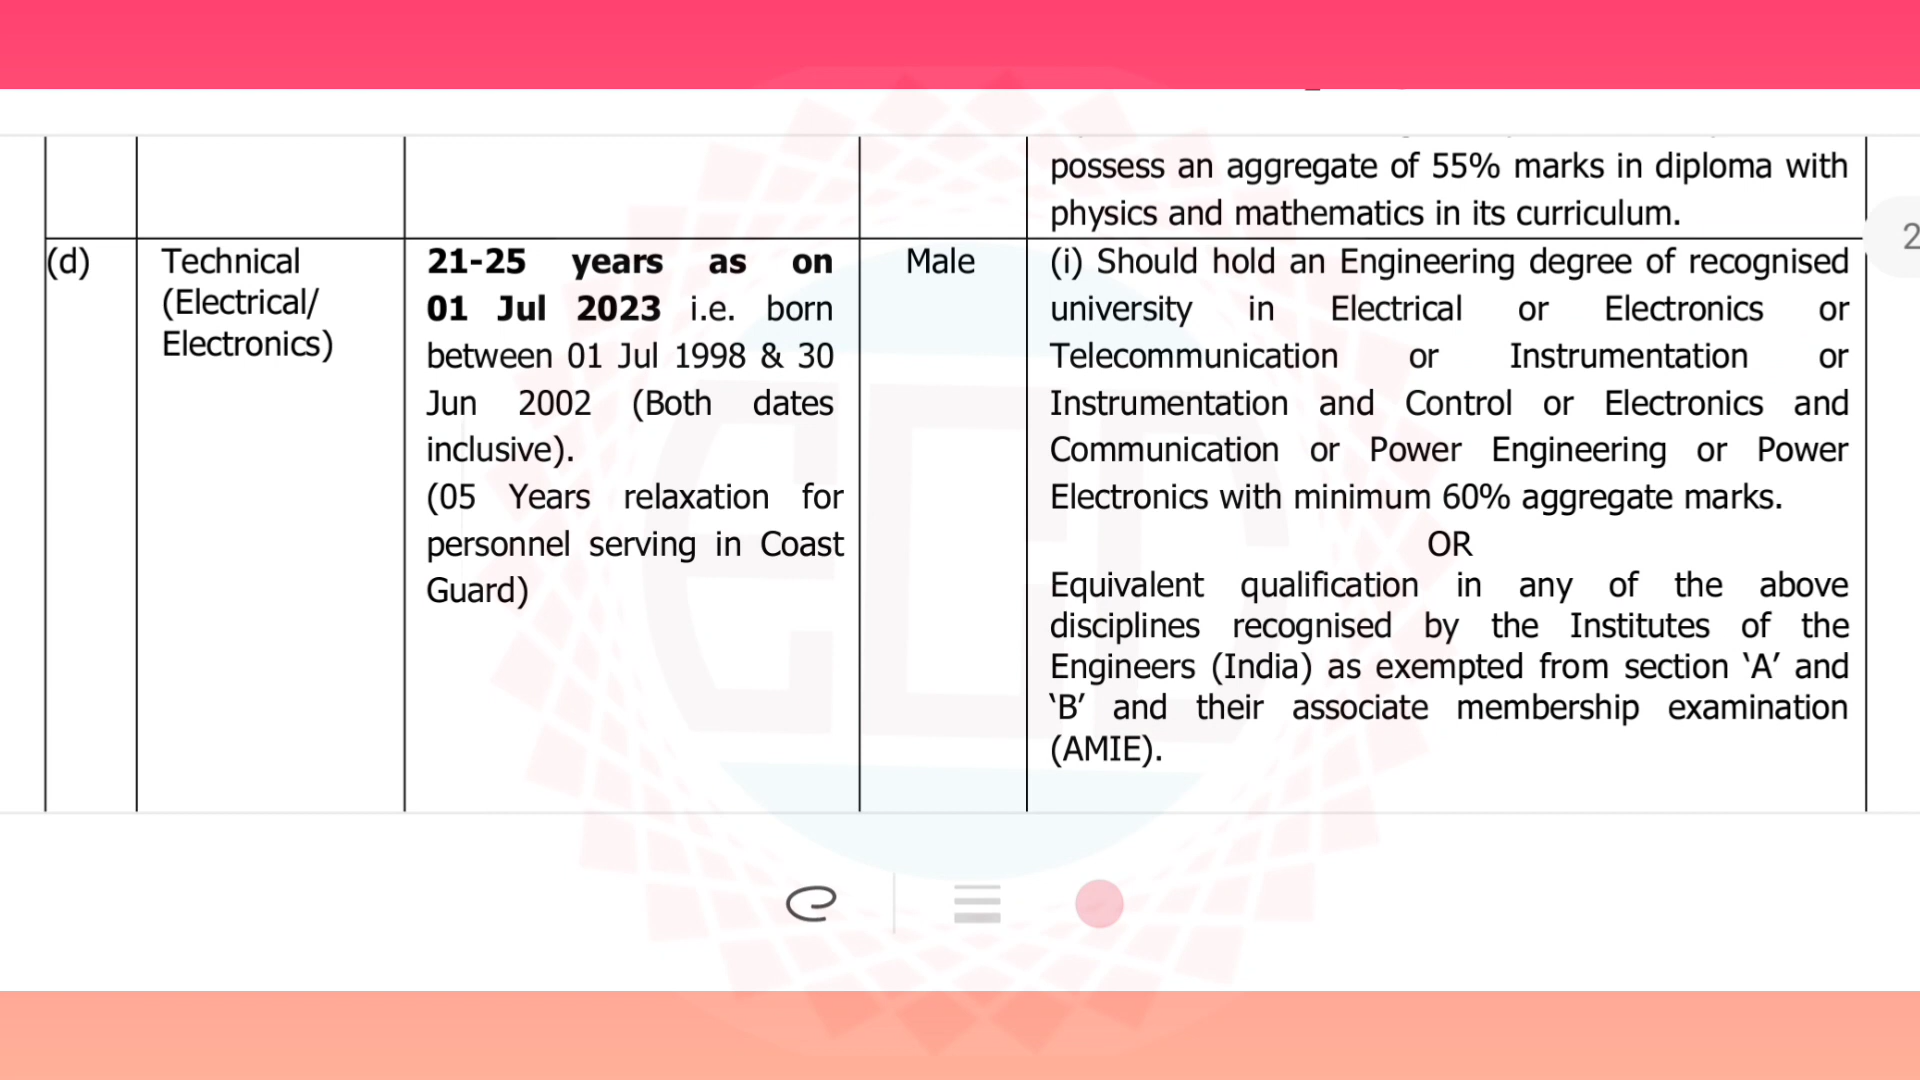 possess an aggregate of 55% marks in diploma with
physics and mathematics in its curriculum.
2
(d)
Technical
(Electrical/
Electronics)
21-25 years as on
01 Jul 2023 i.e. born
between 01 Jul 1998 & 30
Jun 2002 (Both dates
inclusive).
(05 Years relaxation for
personnel serving in Coast
Guard)
Male
(i) Should hold an Engineering degree of recognised
university in Electrical or Electronics or
Telecommunication or Instrumentation or
Instrumentation and Control or Electronics and
Communication or Power Engineering or Power
Electronics with minimum 60% aggregate marks.
OR
Equivalent qualification in any of the above
disciplines recognised by the Institutes of the
Engineers (India) as exempted from section ‘A’ and
‘B’ and their associate membership examination
(AMIE).